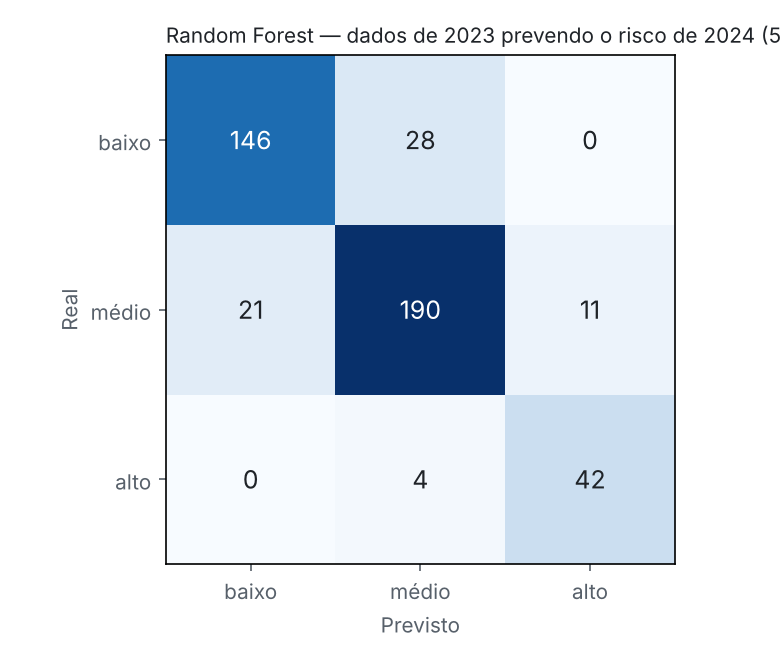 Random Forest — dados de 2023 prevendo o risco de 2024 (5
baixo 146 28 0
Real
médio 21 190 11
alto 0 4 42
baixo médio alto
Previsto